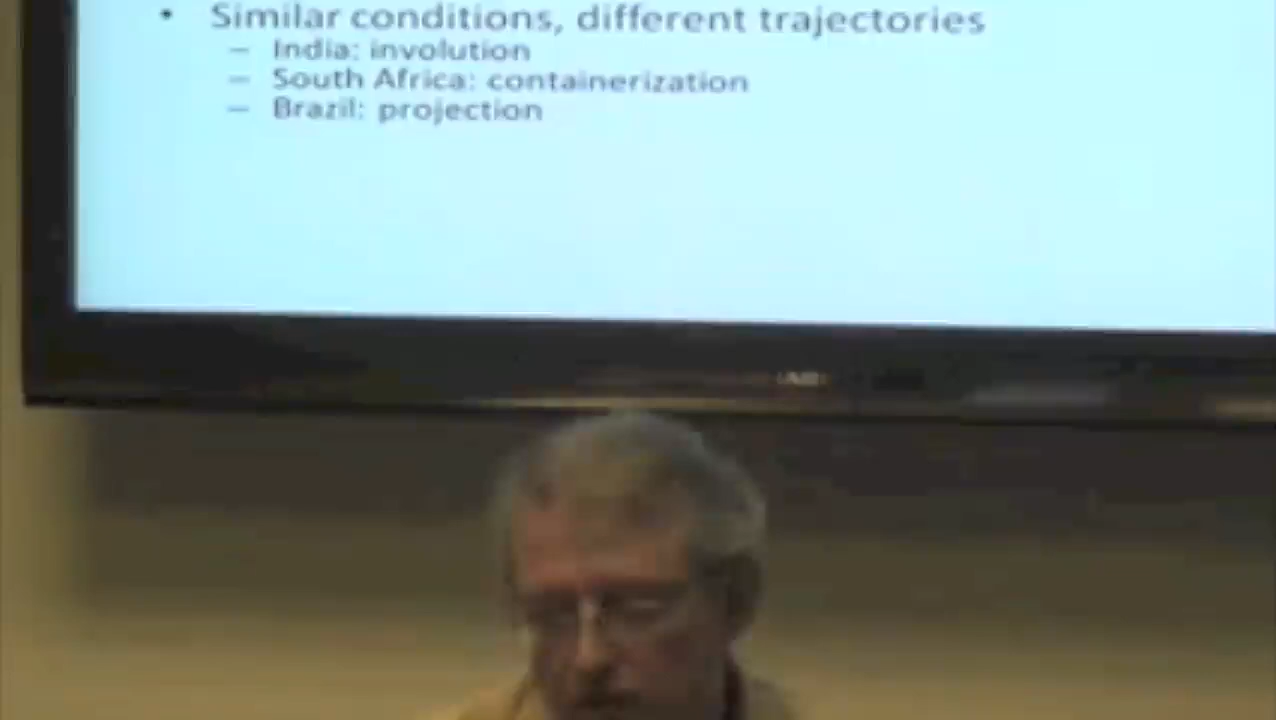 • Similar conditions, different trajectories
– India: involution
– South Africa: containerization
– Brazil: projection